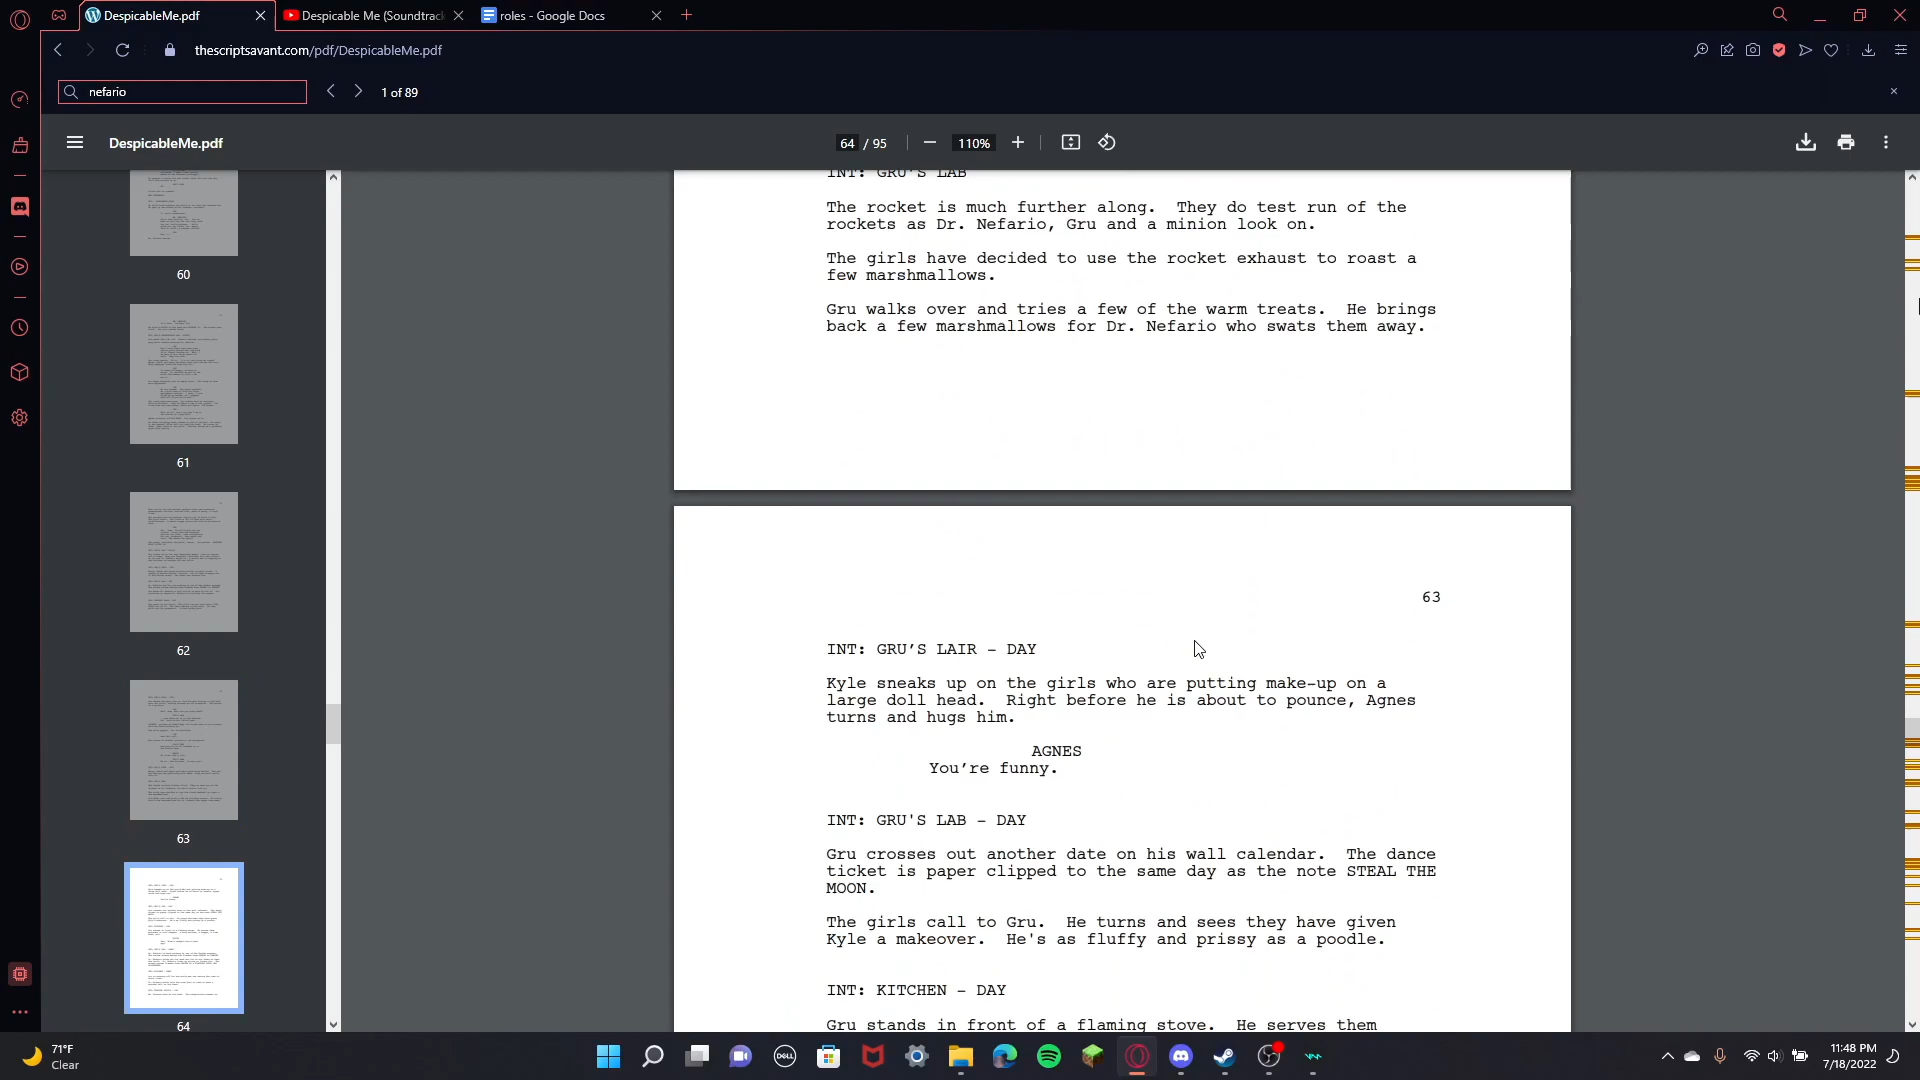 DespicableMe.pdf
Despicable Me (Soundtrac
roles - Google Docs
thescriptsavant.com/pdf/DespicableMe.pdf
nefario
1 of 89
DespicableMe.pdf
64 / 95
110%
60
61
62
63
64
INT: GRU'S LAB
The rocket is much further along. They do test run of the
rockets as Dr. Nefario, Gru and a minion look on.
The girls have decided to use the rocket exhaust to roast a
few marshmallows.
Gru walks over and tries a few of the warm treats. He brings
back a few marshmallows for Dr. Nefario who swats them away.
63
INT: GRU’S LAIR – DAY
Kyle sneaks up on the girls who are putting make-up on a
large doll head. Right before he is about to pounce, Agnes
turns and hugs him.
AGNES
You’re funny.
INT: GRU'S LAB – DAY
Gru crosses out another date on his wall calendar. The dance
ticket is paper clipped to the same day as the note STEAL THE
MOON.
The girls call to Gru. He turns and sees they have given
Kyle a makeover. He's as fluffy and prissy as a poodle.
INT: KITCHEN – DAY
Gru stands in front of a flaming stove. He serves them
71°F
Clear
DELL
11:48 PM
7/18/2022